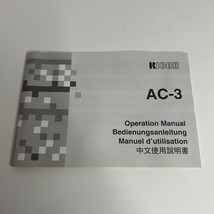 RICOH
AC-3
Operation Manual
Bedienungsanleitung
Manuel d'utilisation
中文使用說明書